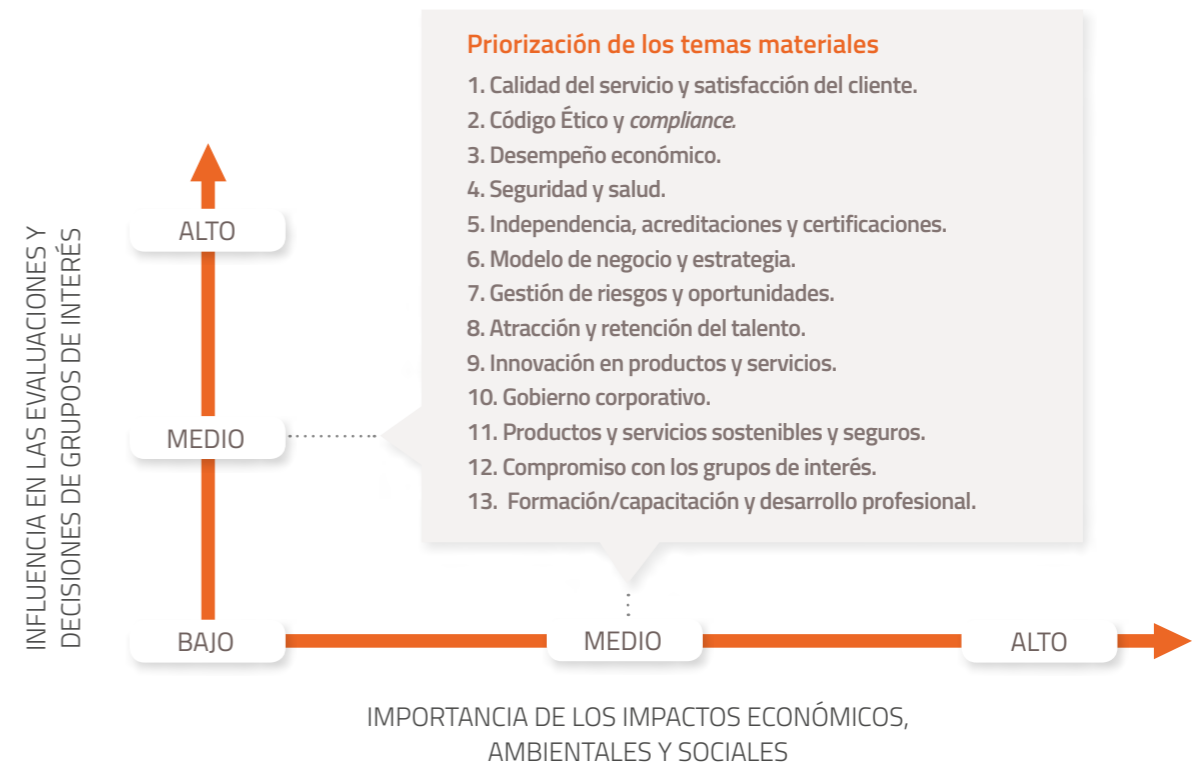 Priorización de los temas materiales
1. Calidad del servicio y satisfacción del cliente.
2. Código Ético y compliance.
3. Desempeño económico.
4. Seguridad y salud.
5. Independencia, acreditaciones y certificaciones.
6. Modelo de negocio y estrategia.
7. Gestión de riesgos y oportunidades.
8. Atracción y retención del talento.
9. Innovación en productos y servicios.
10. Gobierno corporativo.
11. Productos y servicios sostenibles y seguros.
12. Compromiso con los grupos de interés.
13. Formación/capacitación y desarrollo profesional.
INFLUENCIA EN LAS EVALUACIONES Y
DECISIONES DE GRUPOS DE INTERÉS
ALTO
MEDIO
BAJO
MEDIO
ALTO
IMPORTANCIA DE LOS IMPACTOS ECONÓMICOS,
AMBIENTALES Y SOCIALES